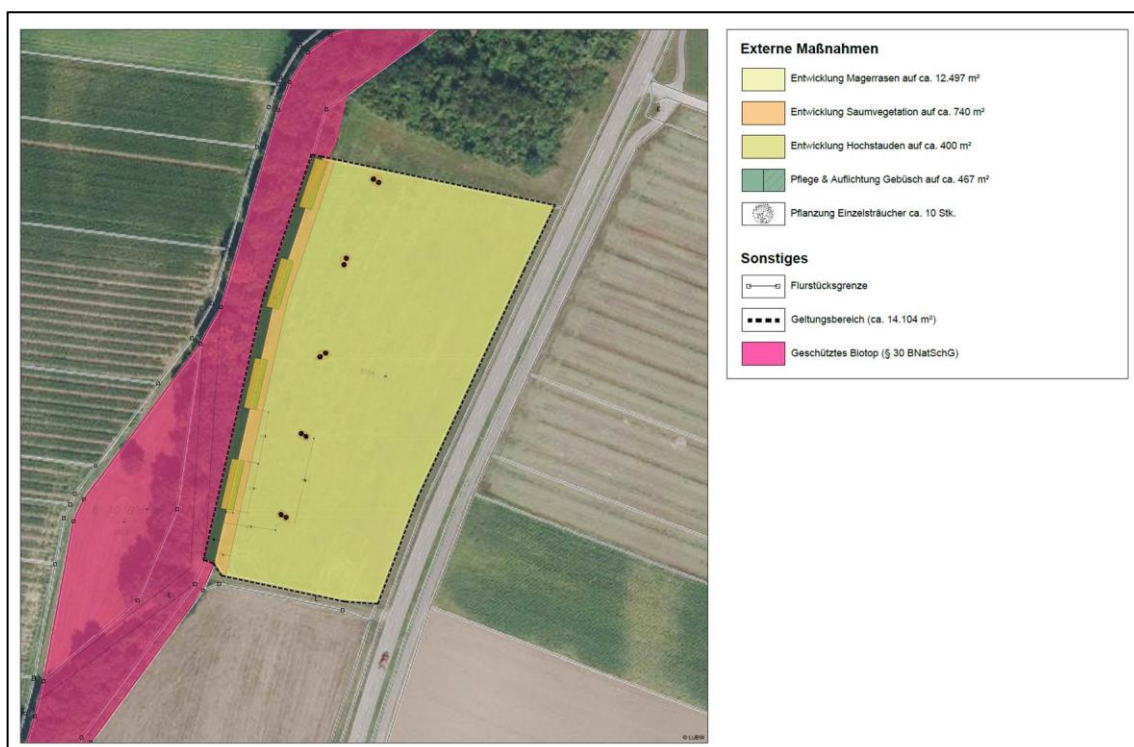 Externe Maßnahmen
Entwicklung Magerrasen auf ca. 12.497 m²
Entwicklung Saumvegetation auf ca. 740 m²
Entwicklung Hochstauden auf ca. 400 m²
Pflege & Auflichtung Gebüsch auf ca. 467 m²
Pflanzung Einzelsträucher ca. 10 Stk.
Sonstiges
Flurstücksgrenze
Geltungsbereich (ca. 14.104 m²)
Geschütztes Biotop (§ 30 BNatSchG)
© LUBW